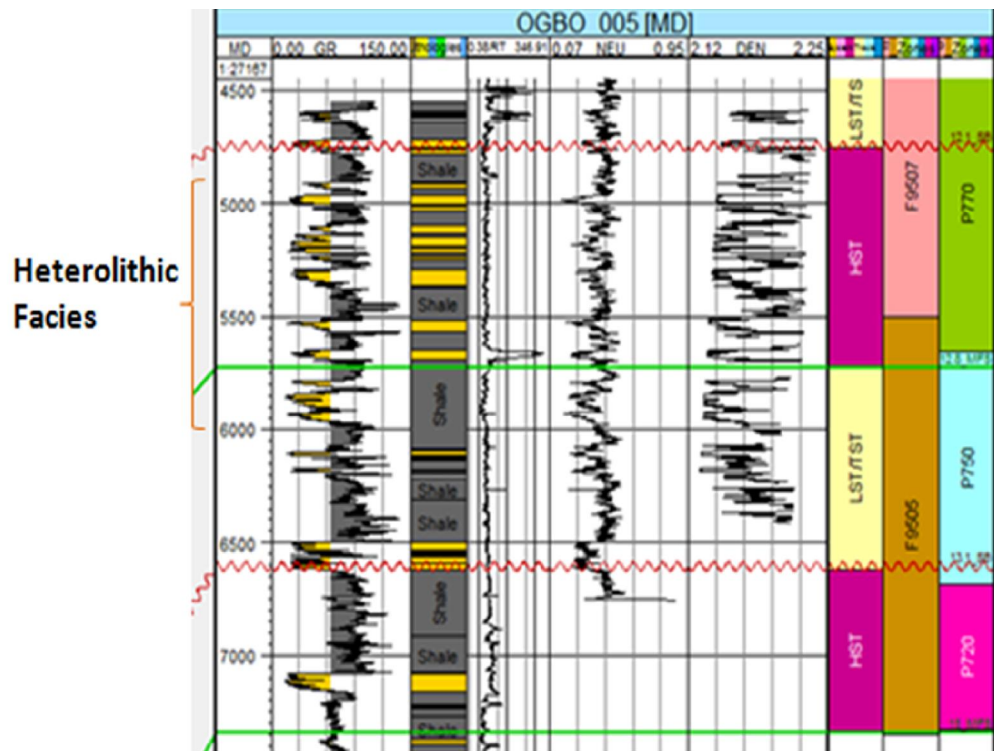 OGBO 005 [MD]
MD 0.00 GR 150.00 0.38 RT 346.91 0.07 NEU 0.95 2.12 DEN 2.25
1:27167
4500
LST/TS
Shale
5000
F9507
P770
Heterolithic
Facies
HST
Shale
5500
Shale
6000
LST/TST
P750
Shale
Shale
F9505
6500
Shale
7000
Shale
HST
P720
Shale